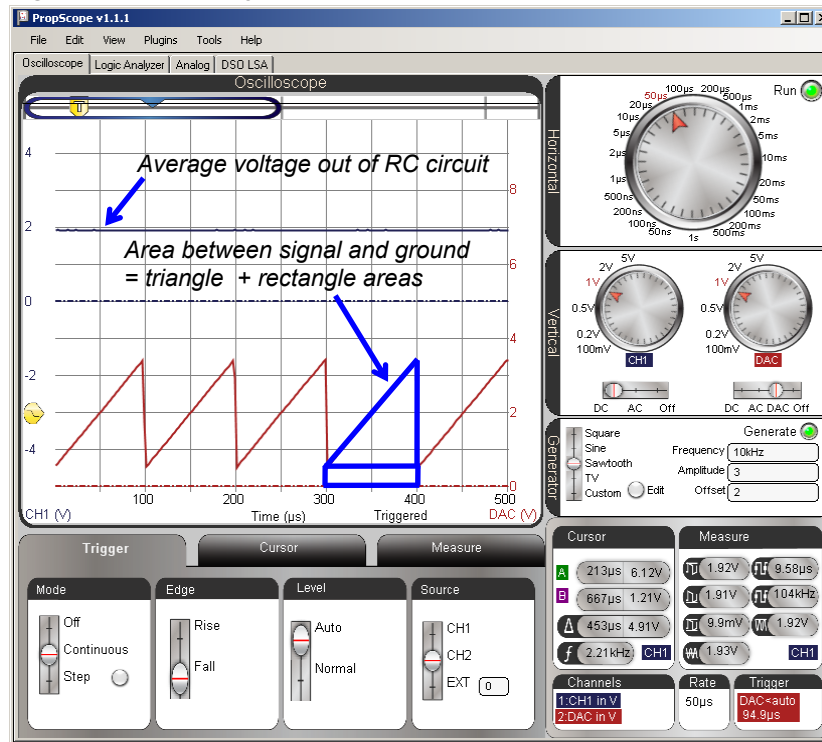 PropScope v1.1.1
File Edit View Plugins Tools Help
Oscilloscope Logic Analyzer Analog DSO LSA
Oscilloscope
T
4
2
0
-2
-4
8
6
4
2
0
Average voltage out of RC circuit
Area between signal and ground
= triangle + rectangle areas
100 200 300 400 500
CH1 (V) Time (µs) Triggered DAC (V)
Horizontal
Run
50ns 100ns 200ns 500ns 1µs 2µs 5µs 10µs 20µs 50µs 100µs 200µs 500µs 1ms 2ms 5ms 10ms 20ms 50ms 100ms 200ms 500ms 1s
Vertical
100mV 0.2V 0.5V 1V 2V 5V
CH1
DC AC Off
100mV 0.2V 0.5V 1V 2V 5V
DAC
DC AC DAC Off
Generator
Square
Sine
Sawtooth
TV
Custom Edit
Generate
Frequency 10kHz
Amplitude 3
Offset 2
Trigger Cursor Measure
Mode
Off
Continuous
Step
Edge
Rise
Fall
Level
Auto
Normal
Source
CH1
CH2
EXT 0
Cursor
A 213µs 6.12V
B 667µs 1.21V
Δ 453µs 4.91V
f 2.21kHz CH1
Measure
1.92V 9.58µs
1.91V 104kHz
9.9mV 1.92V
1.93V CH1
Channels
1:CH1 in V
2:DAC in V
Rate
50µs
Trigger
DAC<auto
94.9µs